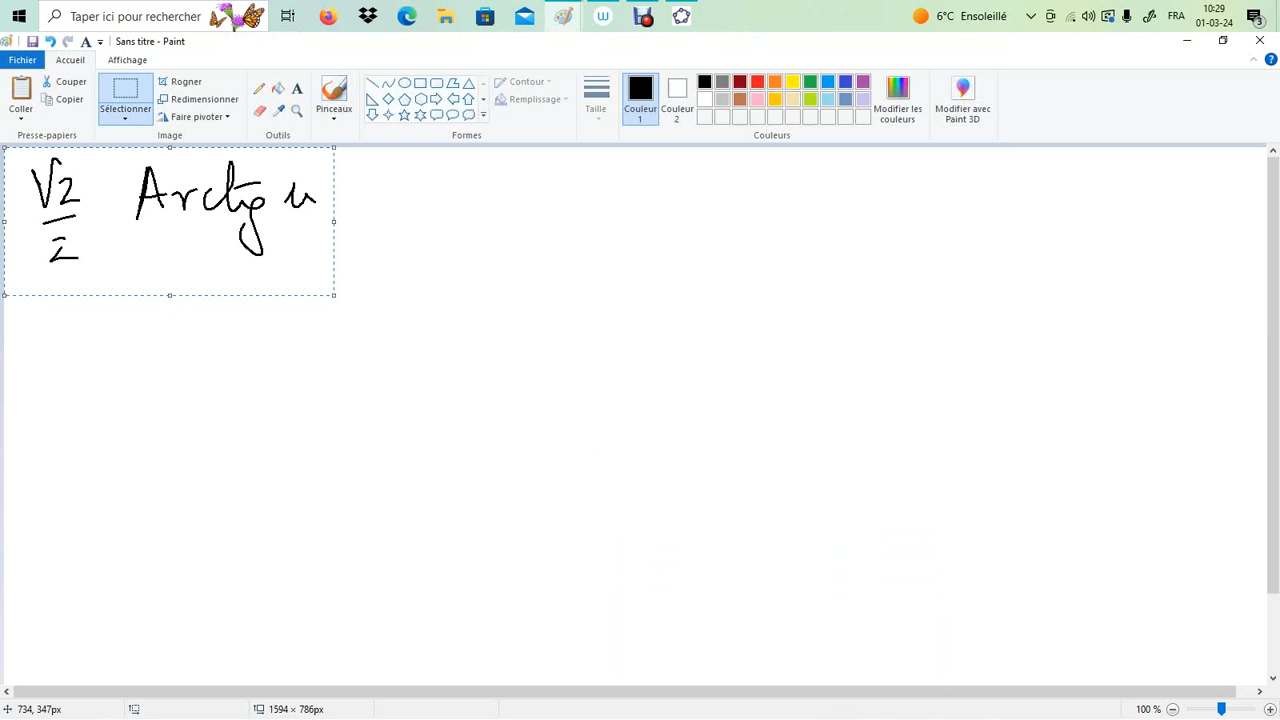 Taper ici pour rechercher
6°C Ensoleillé
FRA
10:29
01-03-24
3
Sans titre - Paint
Fichier Accueil Affichage
Coller
Couper
Copier
Presse-papiers
Sélectionner
Rogner
Redimensionner
Faire pivoter
Image
A
Outils
Pinceaux
Contour
Remplissage
Formes
Taille
Couleur 1
Couleur 2
Modifier les couleurs
Couleurs
Modifier avec Paint 3D
√2
2
Arctg u
734, 347px
1594 × 786px
100 %